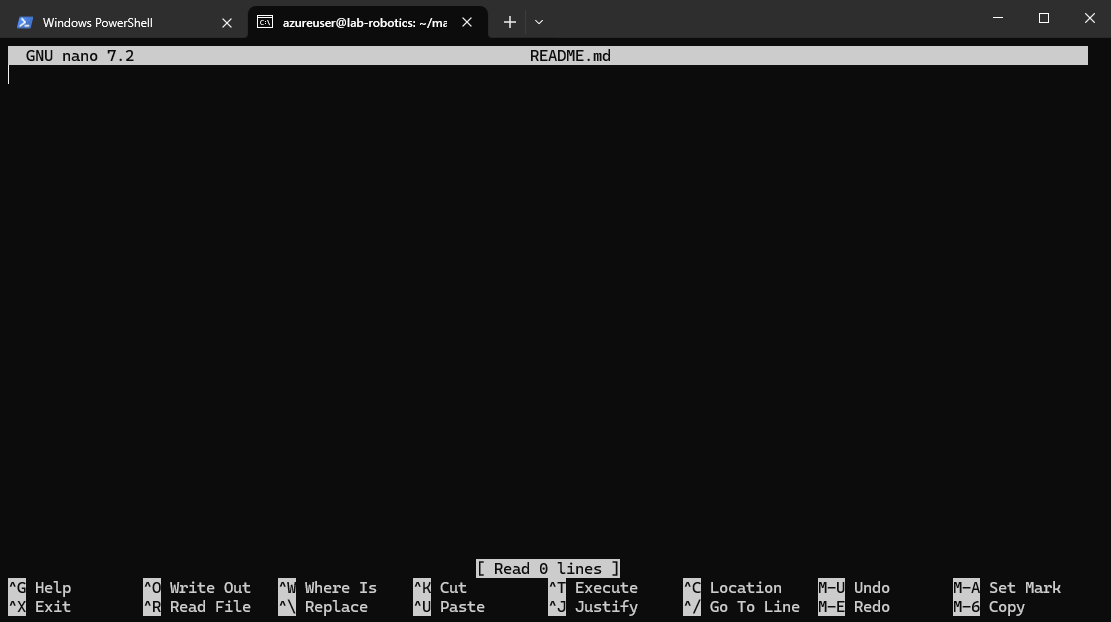 Windows PowerShell
azureuser@lab-robotics: ~/ma
GNU nano 7.2 README.md
[ Read 0 lines ]
^G Help ^O Write Out ^W Where Is ^K Cut ^T Execute ^C Location M-U Undo M-A Set Mark
^X Exit ^R Read File ^\ Replace ^U Paste ^J Justify ^/ Go To Line M-E Redo M-6 Copy